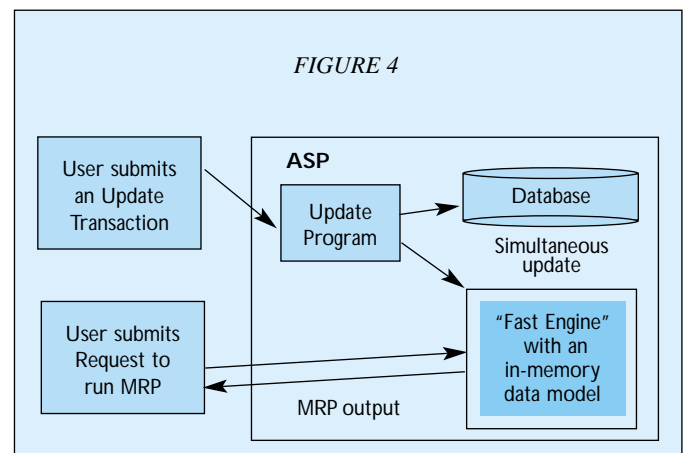 FIGURE 4
User submits
an Update
Transaction
ASP
Update
Program
Database
Simultaneous
update
User submits
Request to
run MRP
"Fast Engine"
with an
in-memory
data model
MRP output